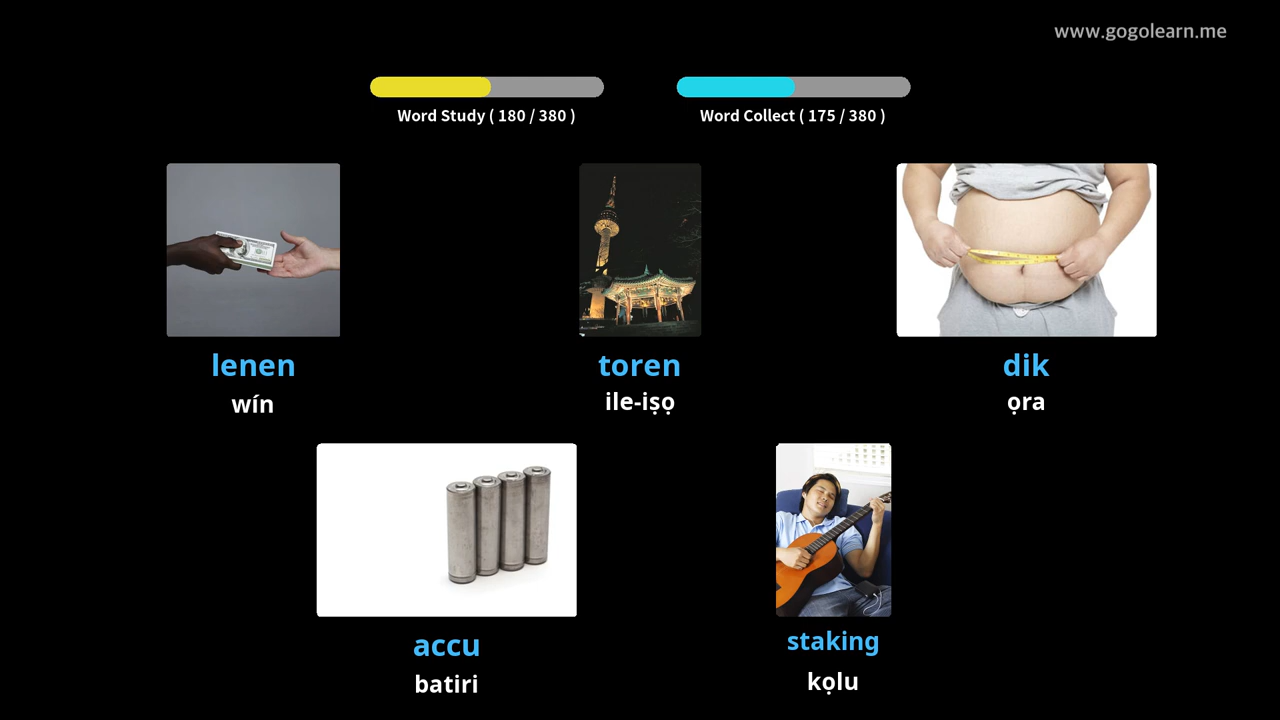 www.gogolearn.me
Word Study ( 180 / 380 )
Word Collect ( 175 / 380 )
lenen
wín
toren
ile-iṣọ
dik
ọra
accu
batiri
staking
kọlu